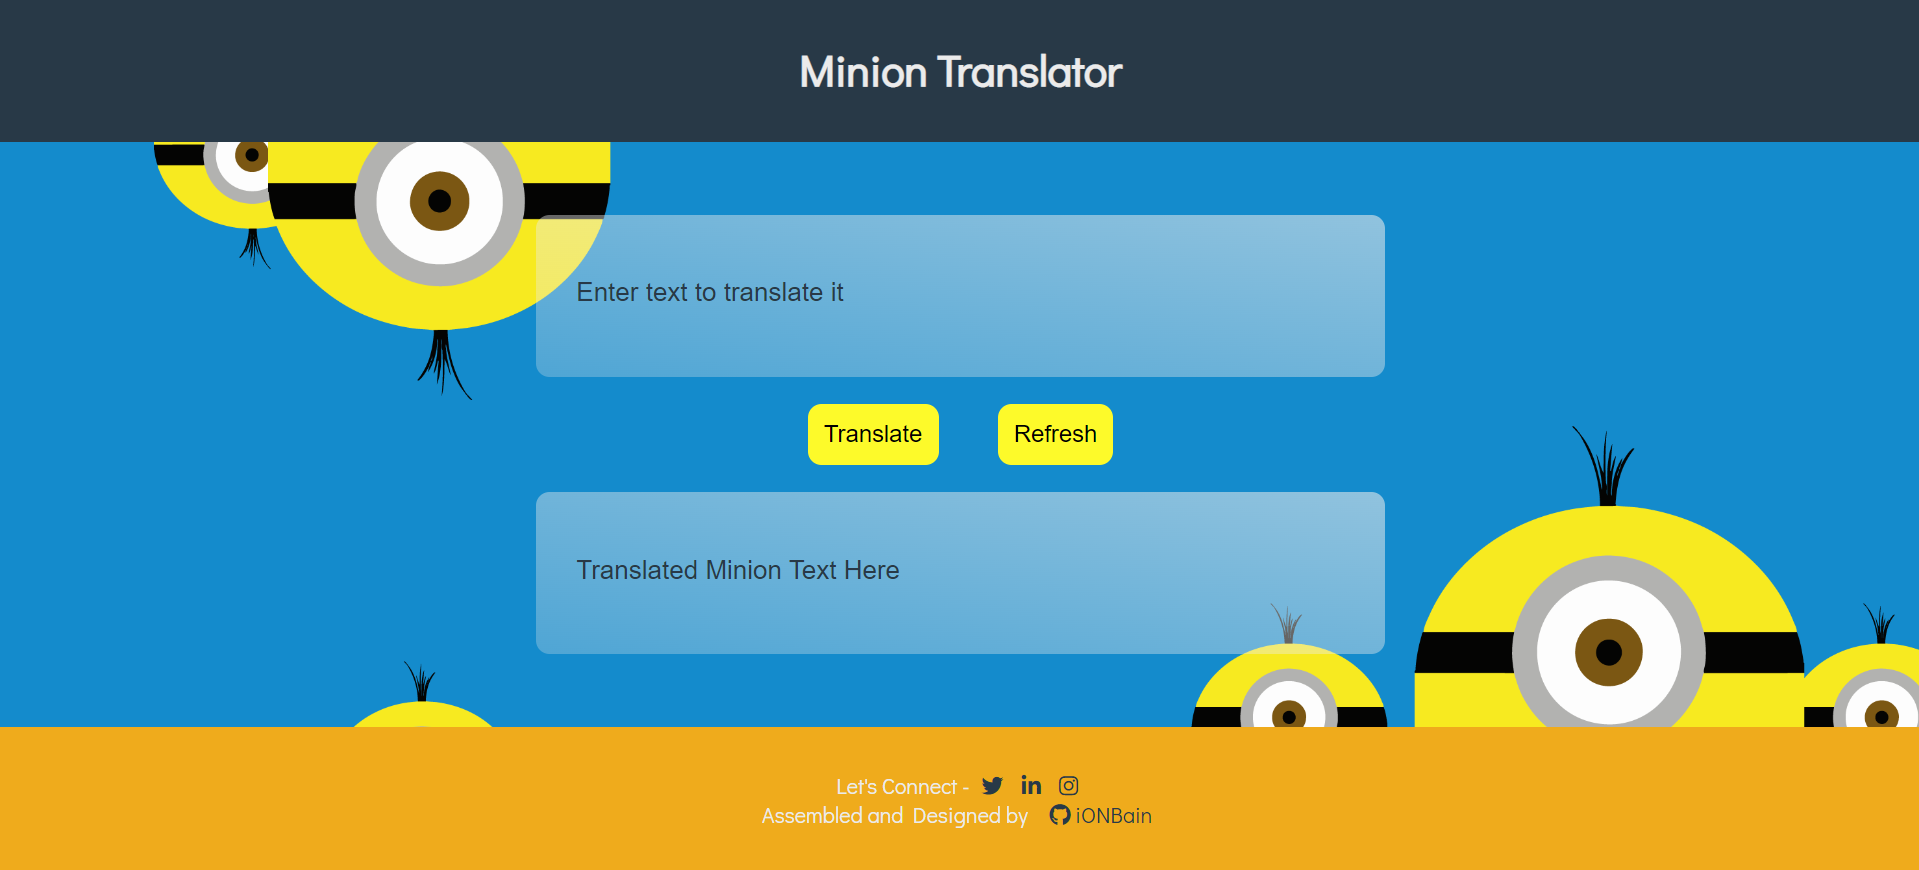 Minion Translator
Enter text to translate it
Translate Refresh
Translated Minion Text Here
Let's Connect -
Assembled and Designed by iONBain